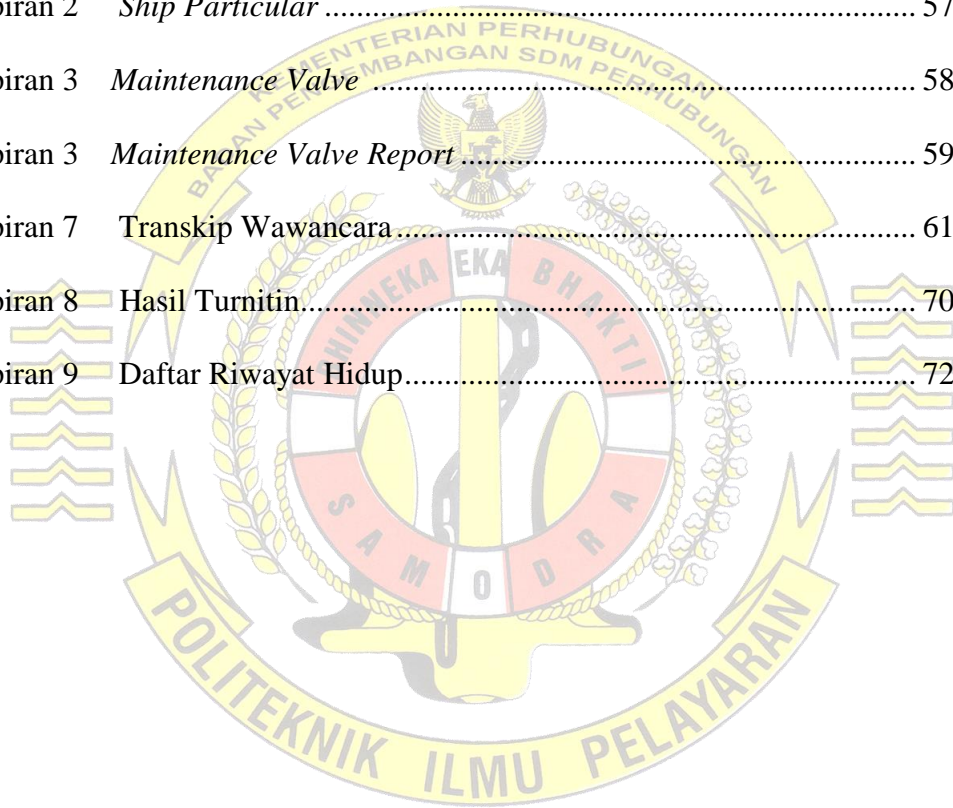 piran 2 Ship Particular ........................................................................ 57
piran 3 Maintenance Valve ................................................................. 58
piran 3 Maintenance Valve Report ...................................................... 59
piran 7 Transkip Wawancara .............................................................. 61
piran 8 Hasil Turnitin.......................................................................... 70
piran 9 Daftar Riwayat Hidup............................................................. 72
KEMENTERIAN PERHUBUNGAN
BADAN PENGEMBANGAN SDM PERHUBUNGAN
BHINNEKA EKA BHAKTI
SAMODRA
POLITEKNIK ILMU PELAYARAN